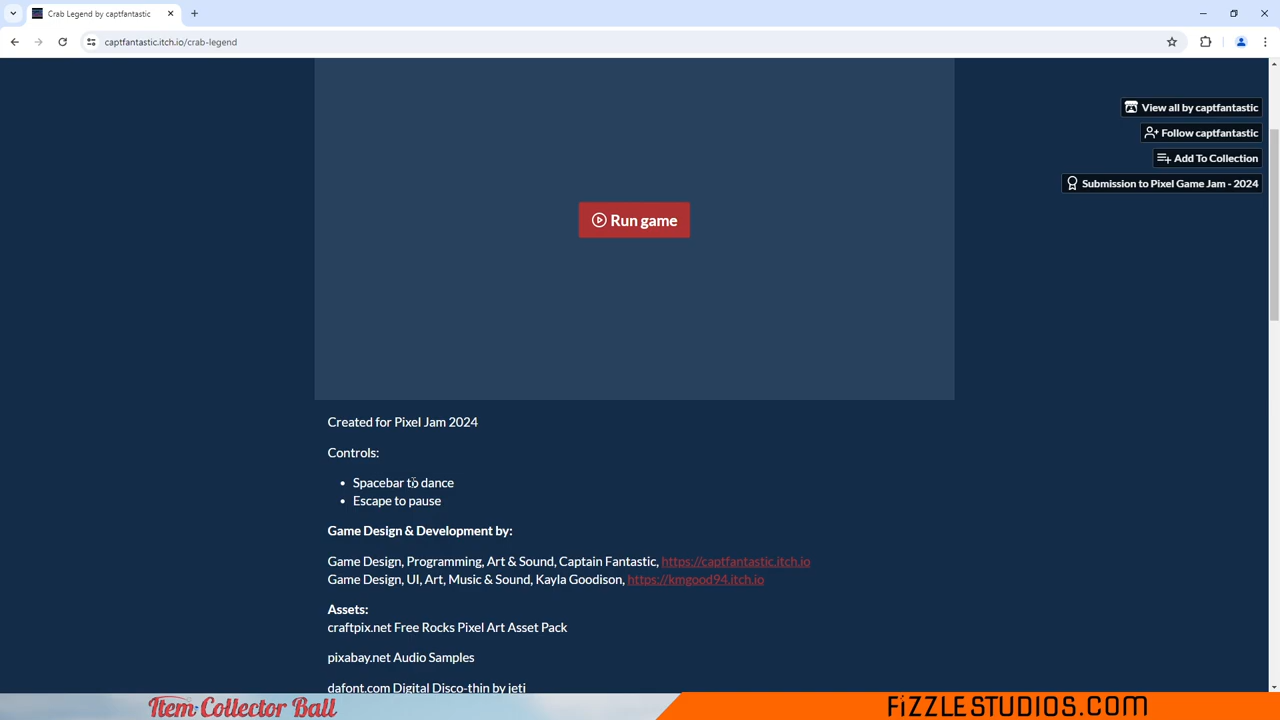 Crab Legend by captfantastic
captfantastic.itch.io/crab-legend
View all by captfantastic
Follow captfantastic
Add To Collection
Submission to Pixel Game Jam - 2024
Run game
Created for Pixel Jam 2024
Controls:
• Spacebar to dance
• Escape to pause
Game Design & Development by:
Game Design, Programming, Art & Sound, Captain Fantastic, https://captfantastic.itch.io
Game Design, UI, Art, Music & Sound, Kayla Goodison, https://kmgood94.itch.io
Assets:
craftpix.net Free Rocks Pixel Art Asset Pack
pixabay.net Audio Samples
dafont.com Digital Disco-thin by jeti
Item Collector Ball
FiZZLESTUDiOS.COM